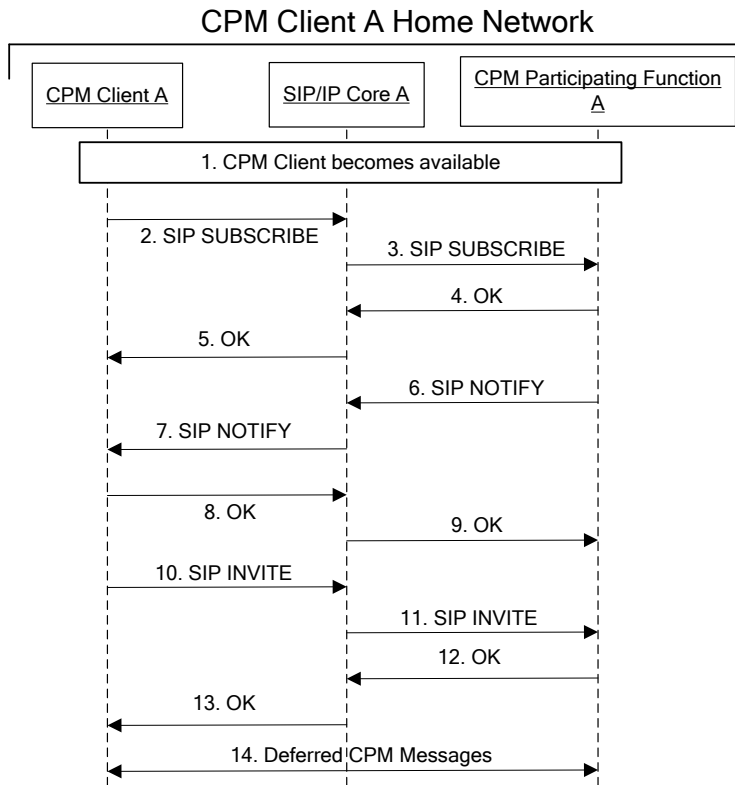 CPM Client A Home Network
CPM Client A
SIP/IP Core A
CPM Participating Function
A
1. CPM Client becomes available
2. SIP SUBSCRIBE
3. SIP SUBSCRIBE
4. OK
5. OK
6. SIP NOTIFY
7. SIP NOTIFY
8. OK
9. OK
10. SIP INVITE
11. SIP INVITE
12. OK
13. OK
14. Deferred CPM Messages